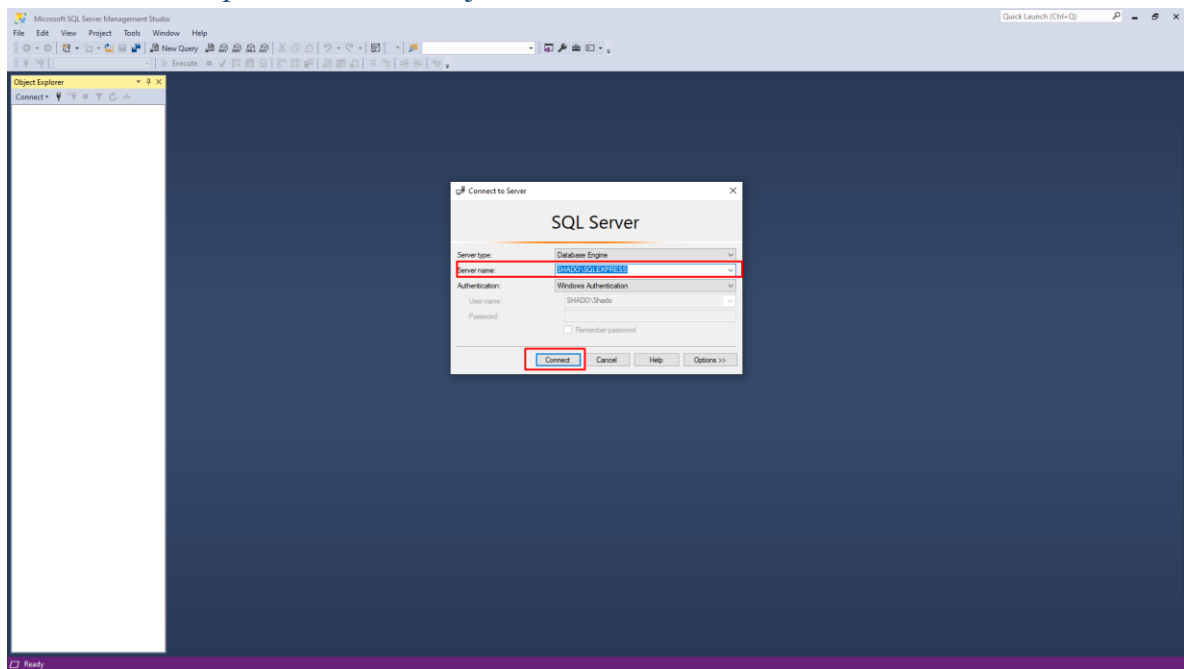 Microsoft SQL Server Management Studio
Quick Launch (Ctrl+Q)
File Edit View Project Tools Window Help
New Query
Execute
Object Explorer
Connect
Connect to Server
SQL Server
Server type: Database Engine
Server name: SHADO\SQLEXPRESS
Authentication: Windows Authentication
User name: SHADO\Shado
Password:
Remember password
Connect Cancel Help Options >>
Ready